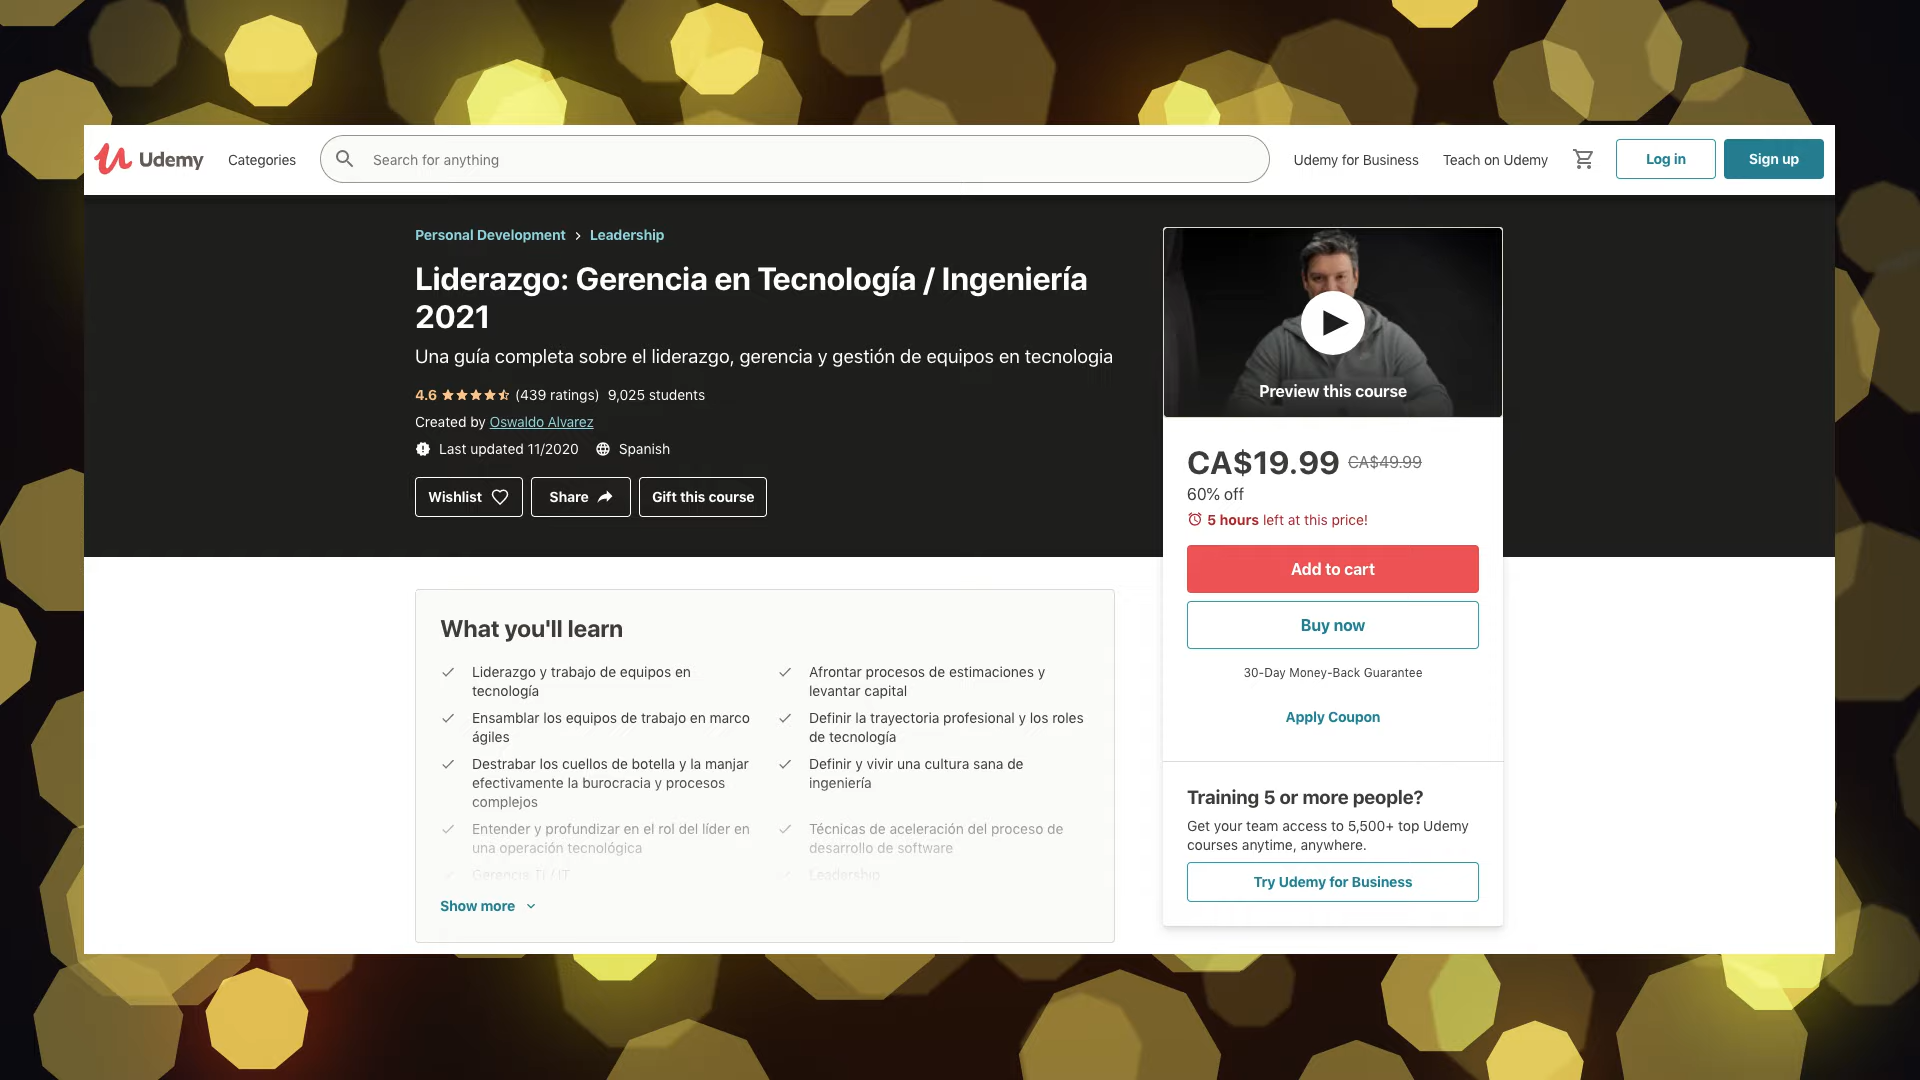 Udemy
Categories
Search for anything
Udemy for Business
Teach on Udemy
Log in
Sign up
Personal Development
Leadership
Liderazgo: Gerencia en Tecnología / Ingeniería
2021
Una guía completa sobre el liderazgo, gerencia y gestión de equipos en tecnologia
4.6 (439 ratings) 9,025 students
Created by Oswaldo Alvarez
Last updated 11/2020 Spanish
Wishlist
Share
Gift this course
Preview this course
CA$19.99 CA$49.99
60% off
5 hours left at this price!
Add to cart
Buy now
30-Day Money-Back Guarantee
Apply Coupon
Training 5 or more people?
Get your team access to 5,500+ top Udemy
courses anytime, anywhere.
Try Udemy for Business
What you'll learn
Liderazgo y trabajo de equipos en
tecnología
Afrontar procesos de estimaciones y
levantar capital
Ensamblar los equipos de trabajo en marco
ágiles
Definir la trayectoria profesional y los roles
de tecnología
Destrabar los cuellos de botella y la manjar
efectivamente la burocracia y procesos
complejos
Definir y vivir una cultura sana de
ingeniería
Entender y profundizar en el rol del líder en
una operación tecnológica
Técnicas de aceleración del proceso de
desarrollo de software
Gerencia TI / IT
Leadership
Show more